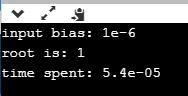 input bias: 1e-6
root is: 1
time spent: 5.4e-05